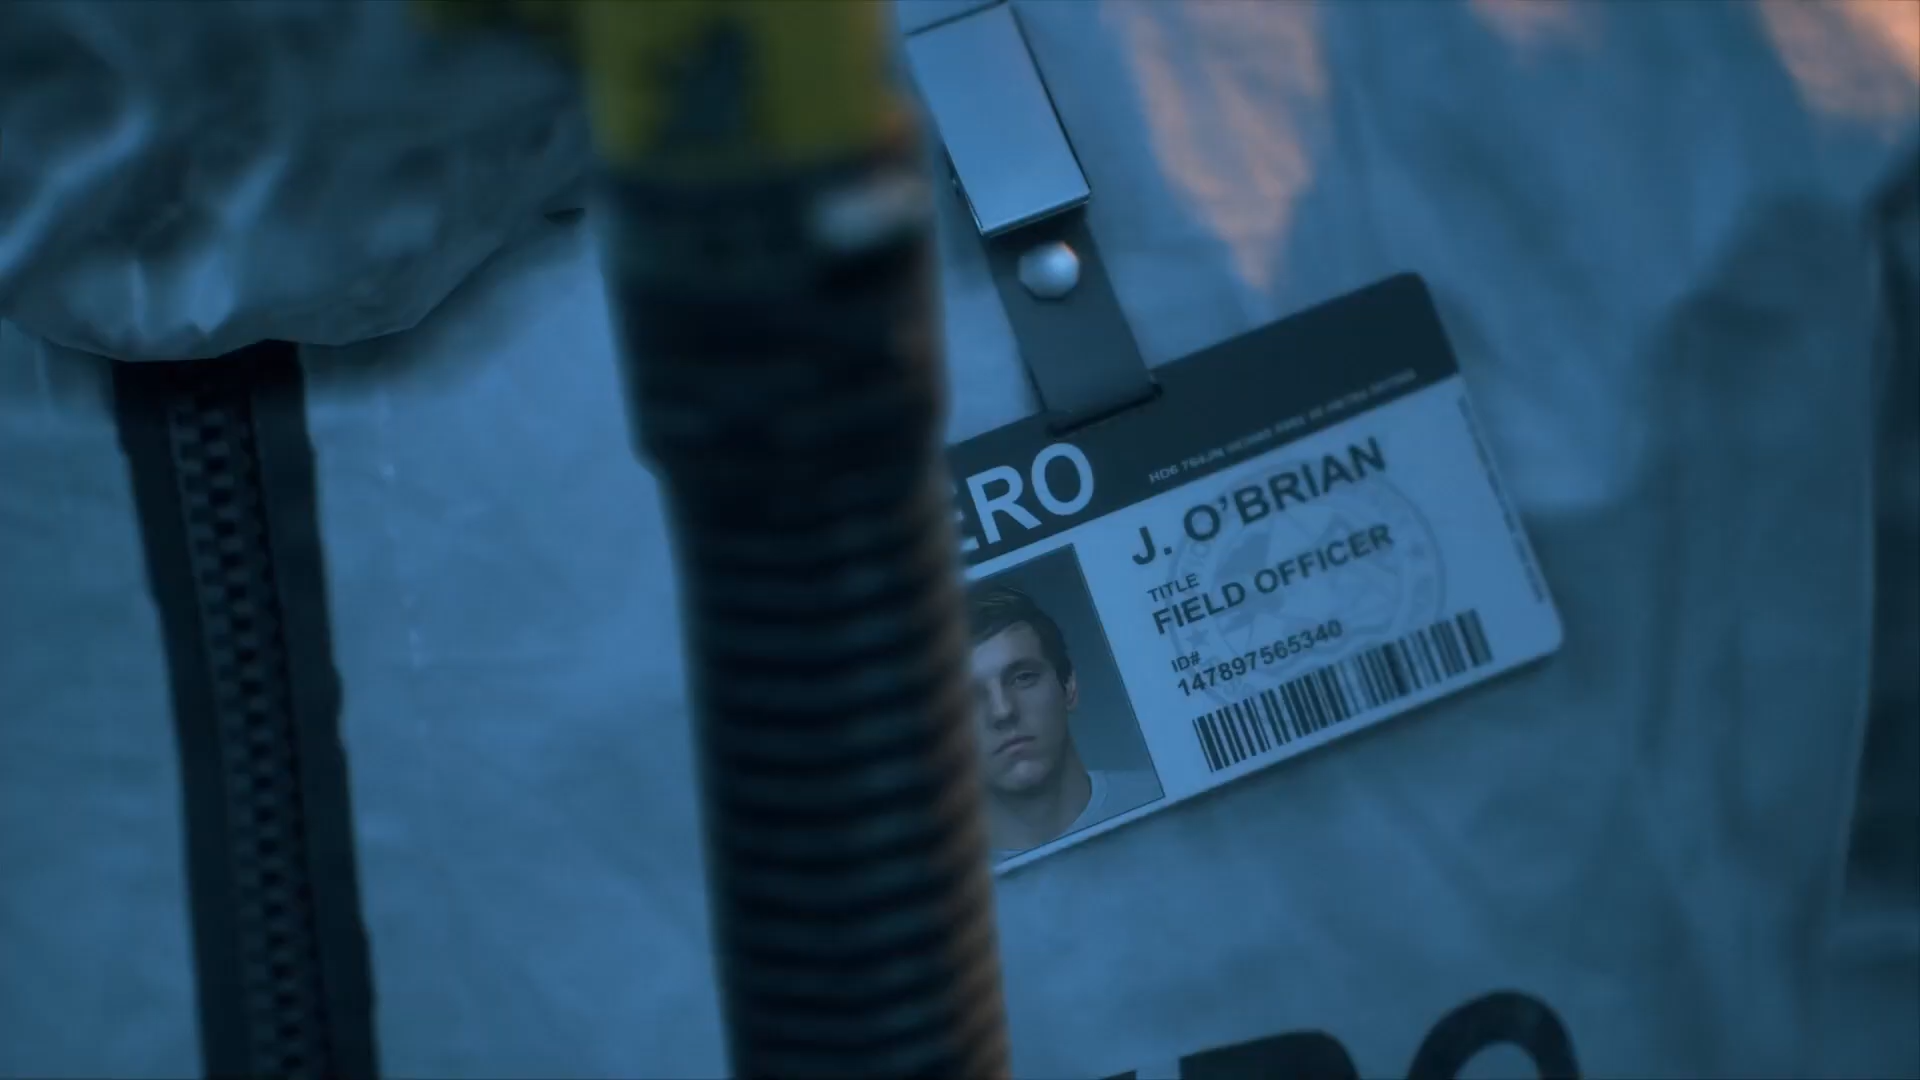 ERO
J. O'BRIAN
TITLE
FIELD OFFICER
ID#
147897565340